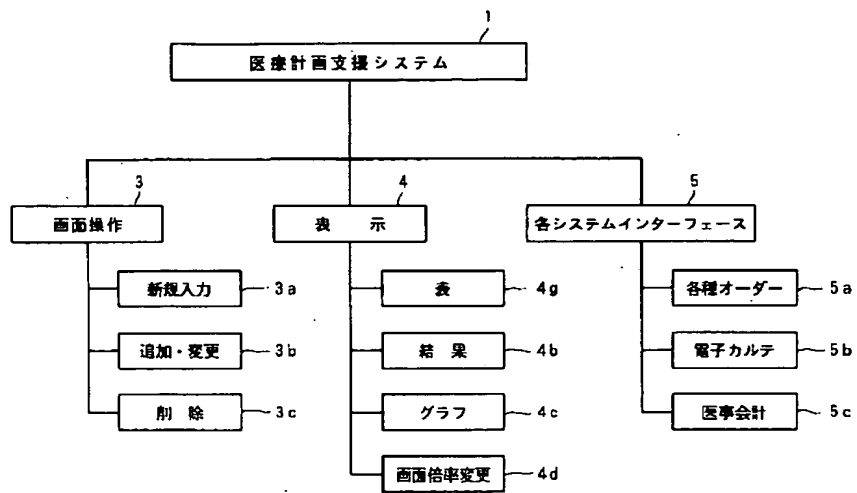 1
医療計画支援システム
3
画面操作
4
表 示
5
各システムインターフェース
新規入力 3a
追加・変更 3b
削 除 3c
表 4g
結 果 4b
グラフ 4c
画面倍率変更 4d
各種オーダー 5a
電子カルテ 5b
医事会計 5c